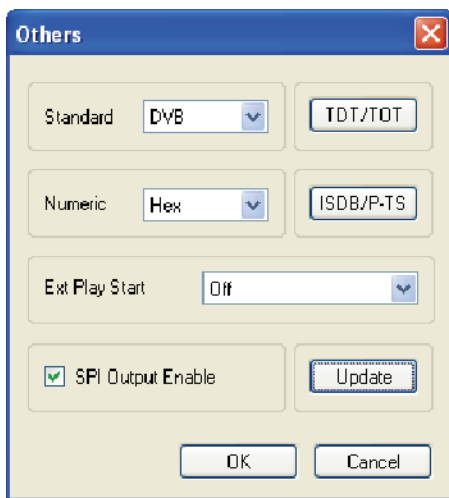 Others
Standard DVB TDT/TOT
Numeric Hex ISDB/P-TS
Ext Play Start Off
SPI Output Enable Update
OK Cancel